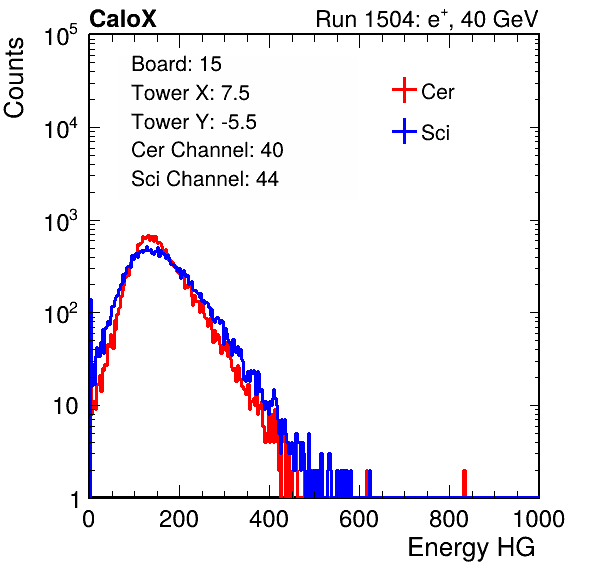 CaloX Run 1504: e⁺, 40 GeV
Counts
Board: 15
Tower X: 7.5
Tower Y: -5.5
Cer Channel: 40
Sci Channel: 44
Cer
Sci
10⁵
10⁴
10³
10²
10
1
0 200 400 600 800 1000
Energy HG